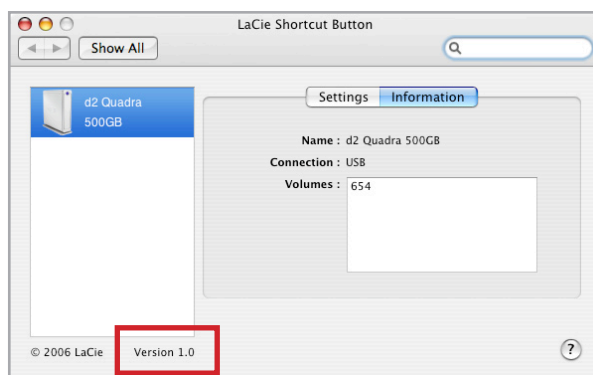 LaCie Shortcut Button
Show All
d2 Quadra
500GB
Settings Information
Name : d2 Quadra 500GB
Connection : USB
Volumes : 654
© 2006 LaCie Version 1.0
?